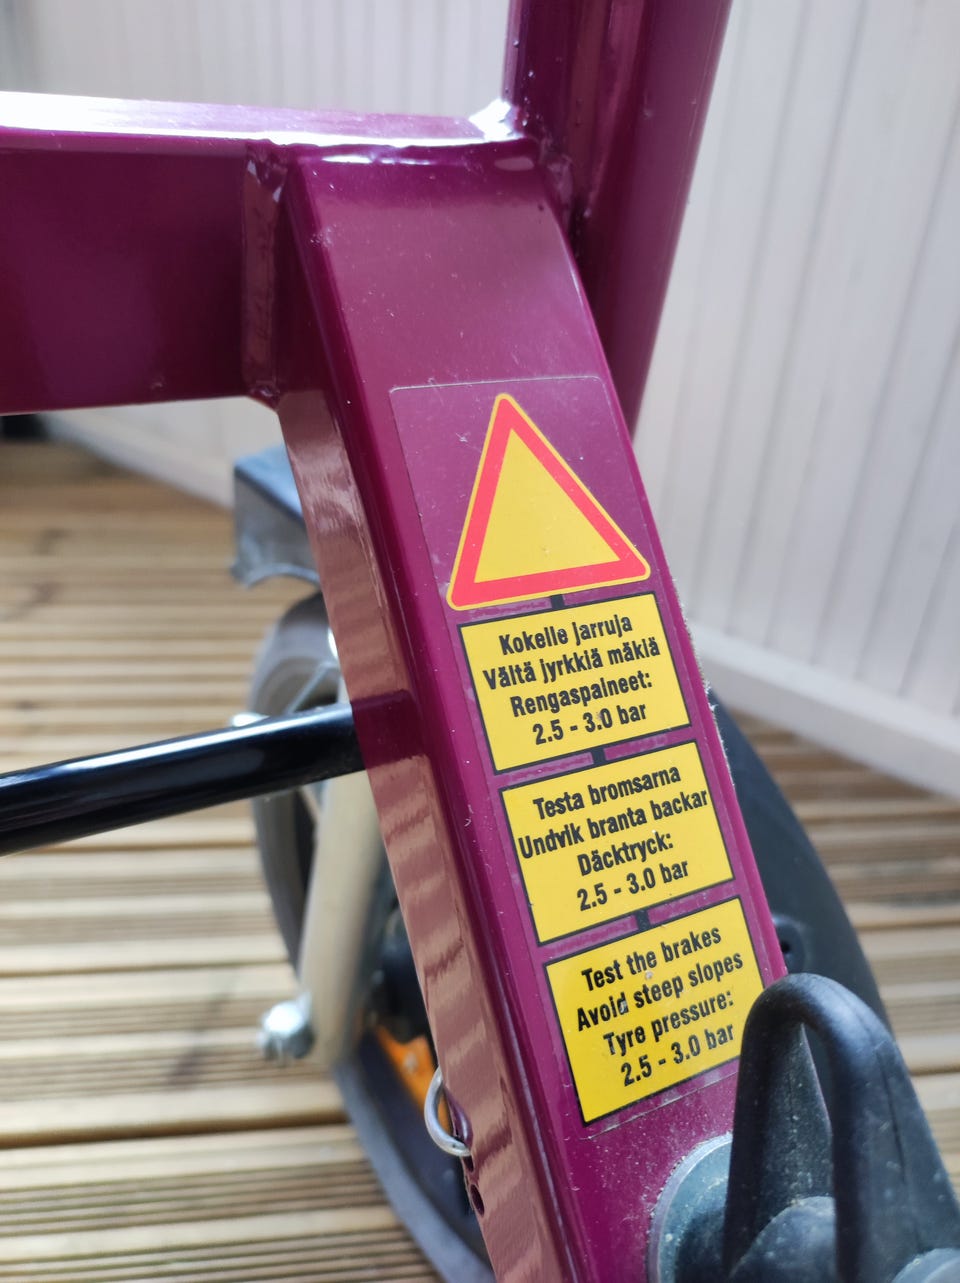 Kokelle jarruja
Vältä jyrkkiä mäkiä
Rengaspaineet:
2.5 - 3.0 bar
Testa bromsarna
Undvik branta backar
Däcktryck:
2.5 - 3.0 bar
Test the brakes
Avoid steep slopes
Tyre pressure:
2.5 - 3.0 bar